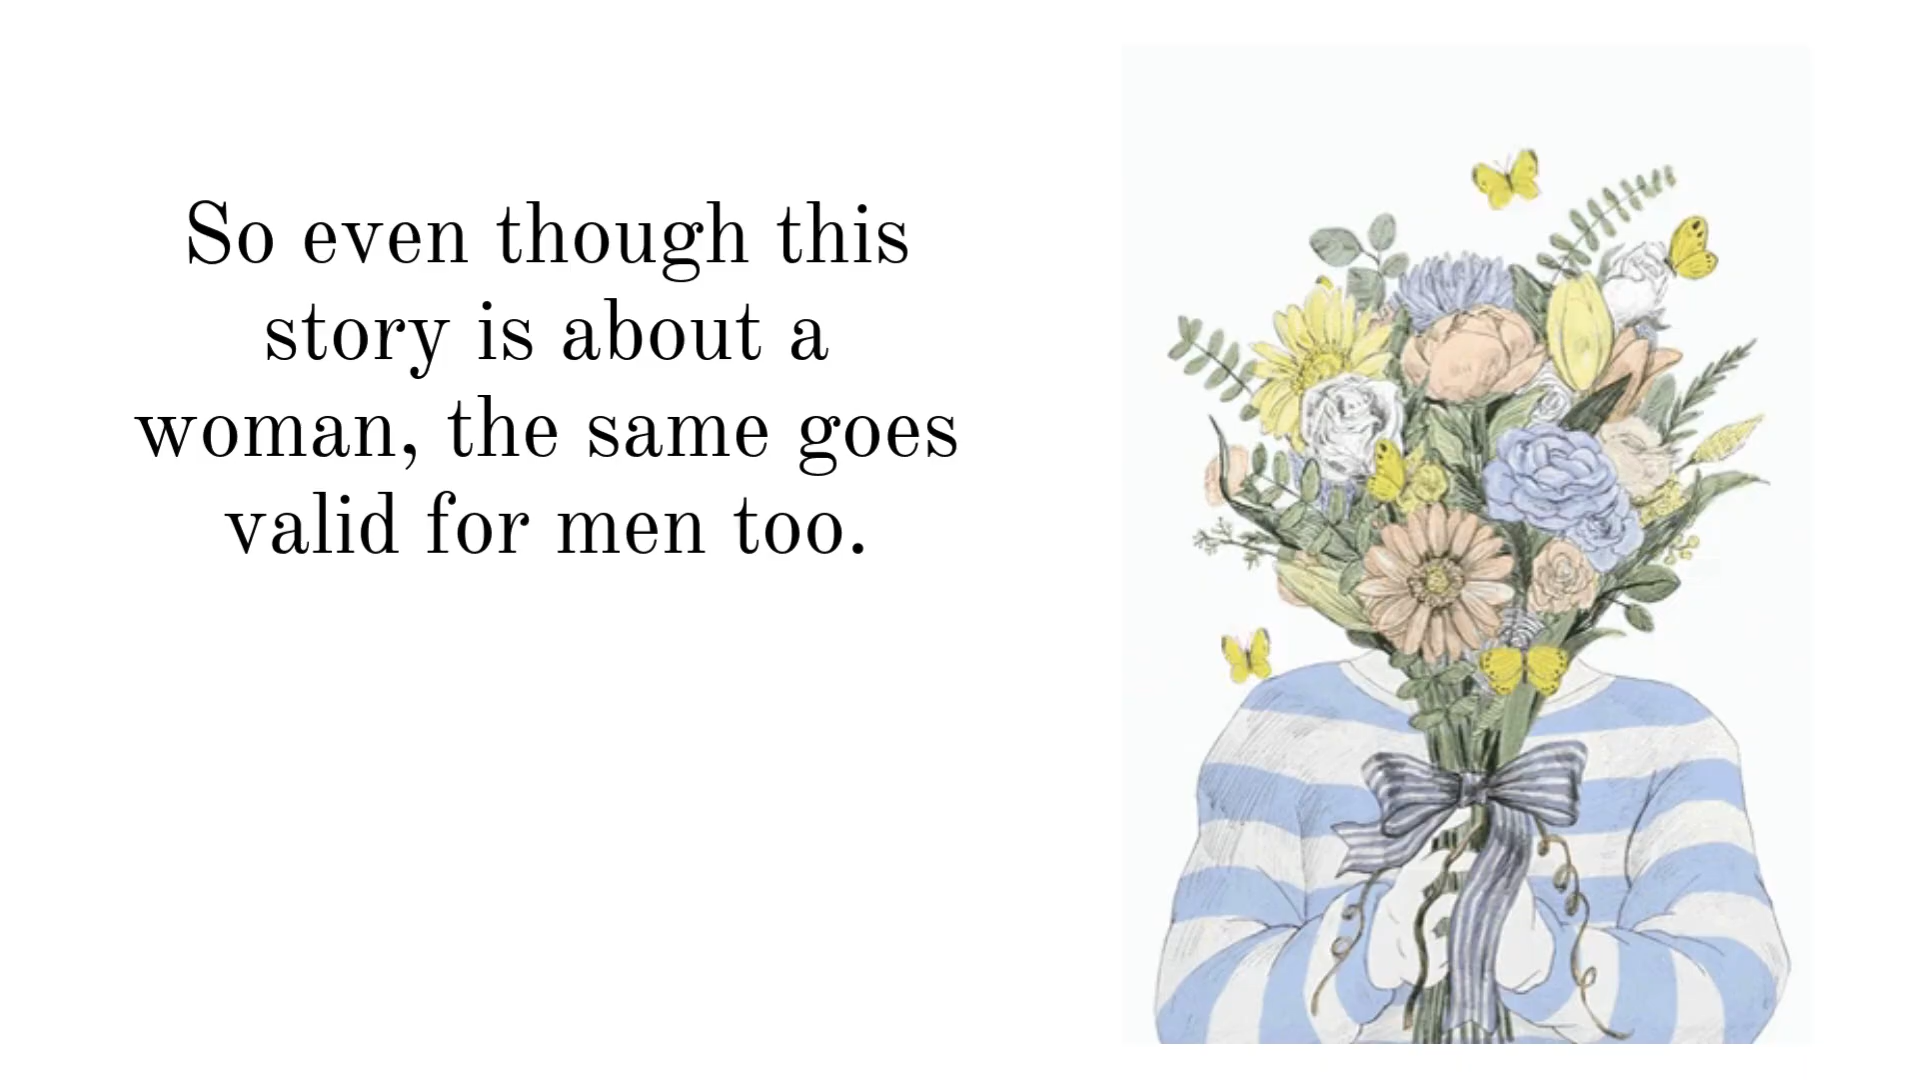 So even though this
story is about a
woman, the same goes
valid for men too.